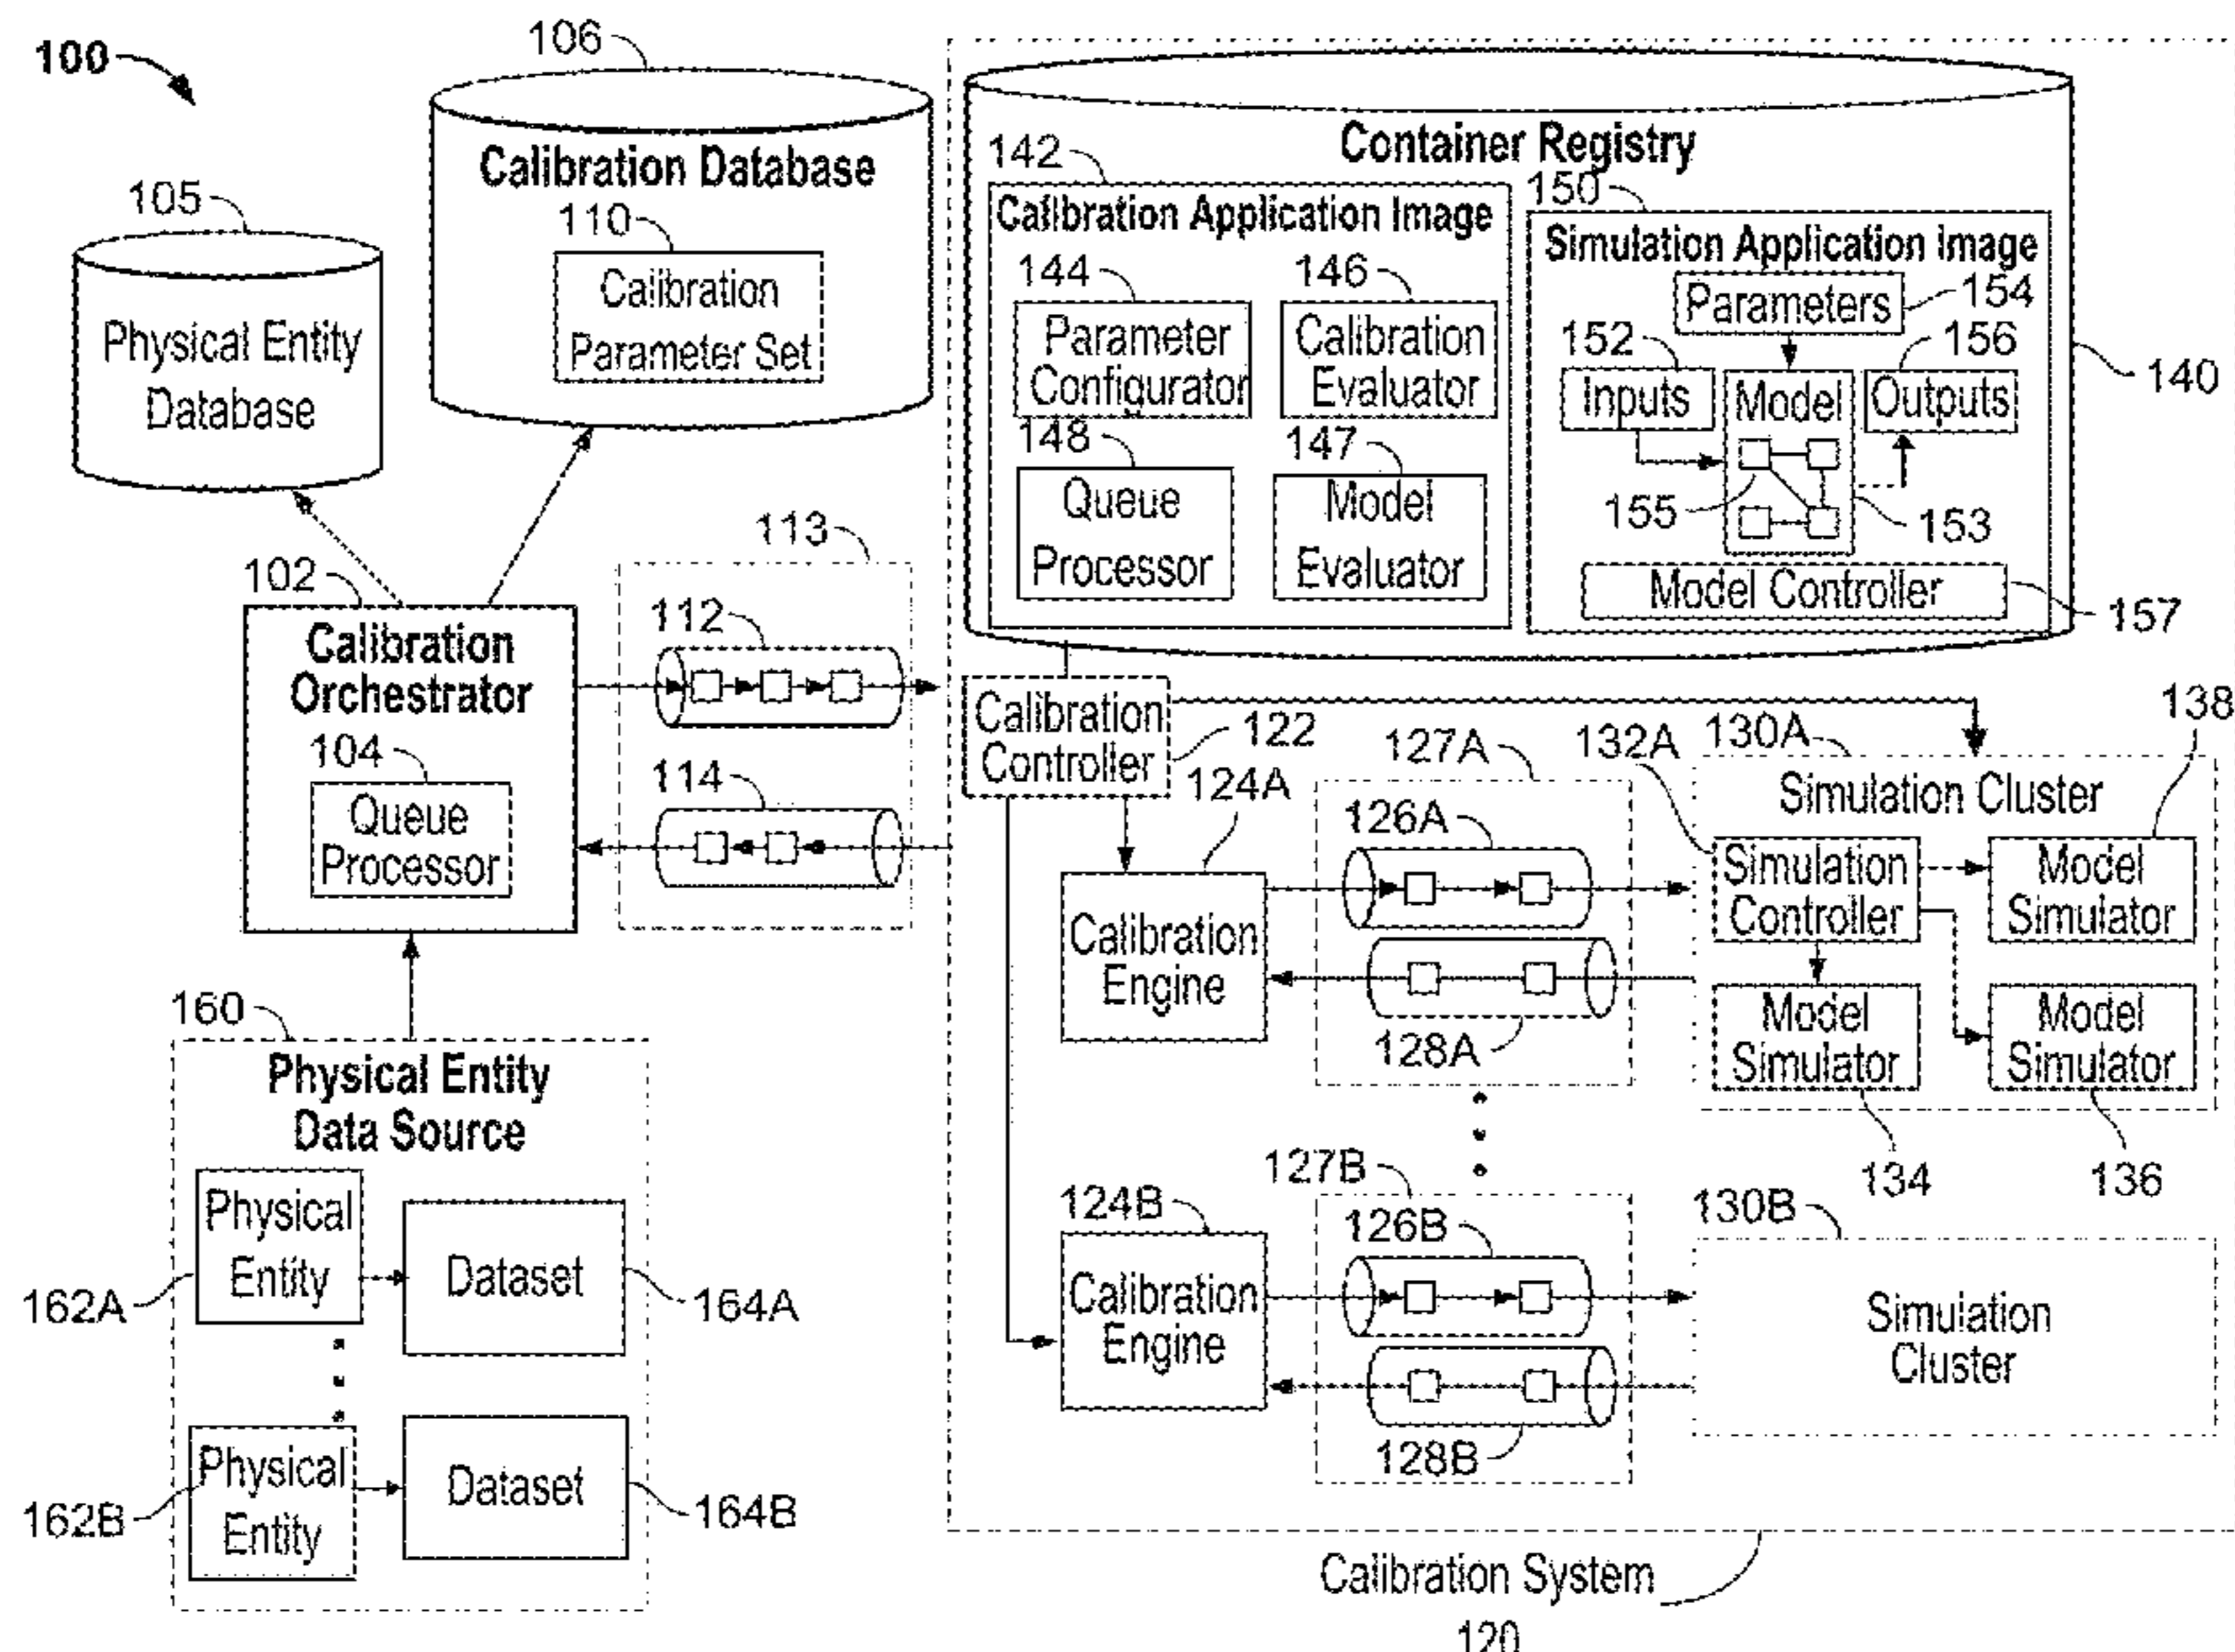 100
106
Calibration Database
110
Calibration
Parameter Set
105
Physical Entity
Database
102
Calibration
Orchestrator
104
Queue
Processor
113
112
114
160
Physical Entity
Data Source
Physical
Entity
Dataset
162A
164A
Physical
Entity
Dataset
162B
164B
Container Registry
140
142
Calibration Application Image
144
Parameter
Configurator
146
Calibration
Evaluator
148
Queue
Processor
147
Model
Evaluator
150
Simulation Application Image
Parameters
154
152
Inputs
Model
156
Outputs
155
153
Model Controller
157
Calibration
Controller
122
124A
Calibration
Engine
127A
126A
128A
132A
130A
138
Simulation Cluster
Simulation
Controller
Model
Simulator
Model
Simulator
Model
Simulator
134
136
124B
Calibration
Engine
127B
126B
128B
130B
Simulation
Cluster
Calibration System
120